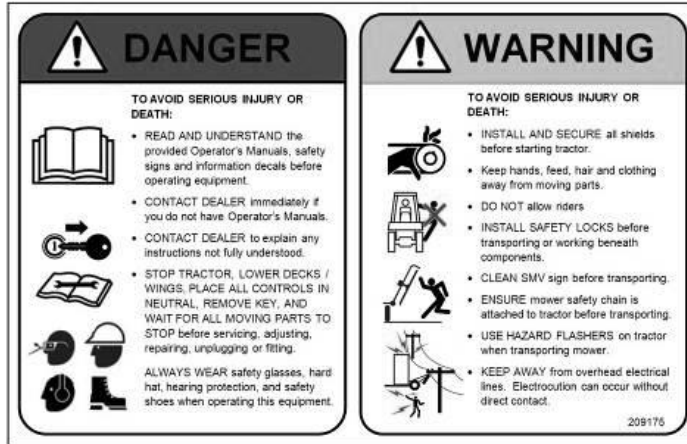 DANGER
TO AVOID SERIOUS INJURY OR
DEATH:
• READ AND UNDERSTAND the
provided Operator's Manuals, safety
signs and information decals before
operating equipment.
• CONTACT DEALER immediately if
you do not have Operator's Manuals.
• CONTACT DEALER to explain any
instructions not fully understood.
• STOP TRACTOR, LOWER DECKS /
WINGS, PLACE ALL CONTROLS IN
NEUTRAL, REMOVE KEY, AND
WAIT FOR ALL MOVING PARTS TO
STOP before servicing, adjusting,
repairing, unplugging or fitting.
ALWAYS WEAR safety glasses, hard
hat, hearing protection, and safety
shoes when operating this equipment.
WARNING
TO AVOID SERIOUS INJURY OR
DEATH:
• INSTALL AND SECURE all shields
before starting tractor.
• Keep hands, feed, hair and clothing
away from moving parts.
• DO NOT allow riders
• INSTALL SAFETY LOCKS before
transporting or working beneath
components.
• CLEAN SMV sign before transporting.
• ENSURE mower safety chain is
attached to tractor before transporting.
• USE HAZARD FLASHERS on tractor
when transporting mower.
• KEEP AWAY from overhead electrical
lines. Electrocution can occur without
direct contact.
209175